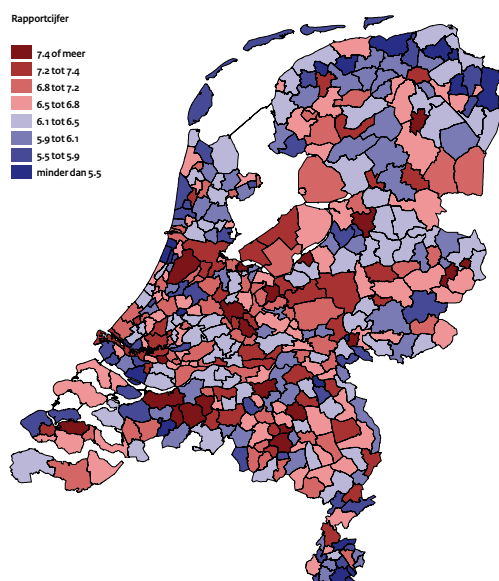 Rapportcijfer
7.4 of meer
7.2 tot 7.4
6.8 tot 7.2
6.5 tot 6.8
6.1 tot 6.5
5.9 tot 6.1
5.5 tot 5.9
minder dan 5.5